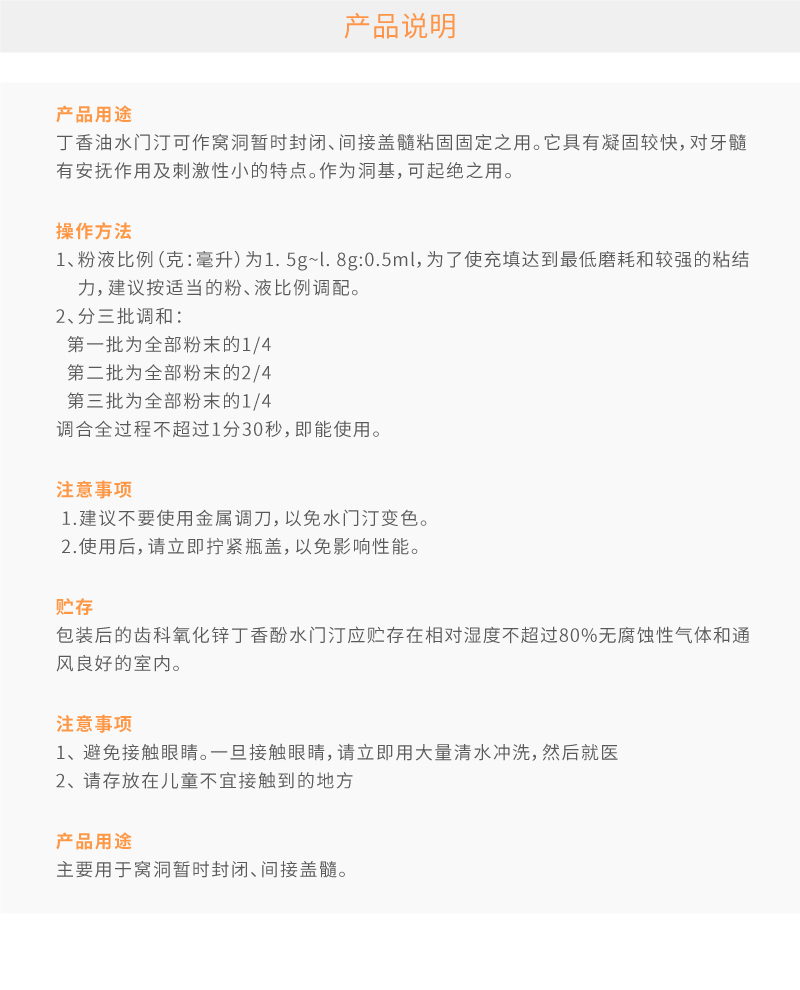 产品说明
产品用途
丁香油水门汀可作窝洞暂时封闭、间接盖髓粘固固定之用。它具有凝固较快，对牙髓
有安抚作用及刺激性小的特点。作为洞基，可起绝之用。
操作方法
1、粉液比例（克：毫升）为1. 5g~l. 8g:0.5ml，为了使充填达到最低磨耗和较强的粘结
力，建议按适当的粉、液比例调配。
2、分三批调和：
第一批为全部粉末的1/4
第二批为全部粉末的2/4
第三批为全部粉末的1/4
调合全过程不超过1分30秒，即能使用。
注意事项
1.建议不要使用金属调刀，以免水门汀变色。
2.使用后，请立即拧紧瓶盖，以免影响性能。
贮存
包装后的齿科氧化锌丁香酚水门汀应贮存在相对湿度不超过80%无腐蚀性气体和通
风良好的室内。
注意事项
1、 避免接触眼睛。一旦接触眼睛，请立即用大量清水冲洗，然后就医
2、 请存放在儿童不宜接触到的地方
产品用途
主要用于窝洞暂时封闭、间接盖髓。